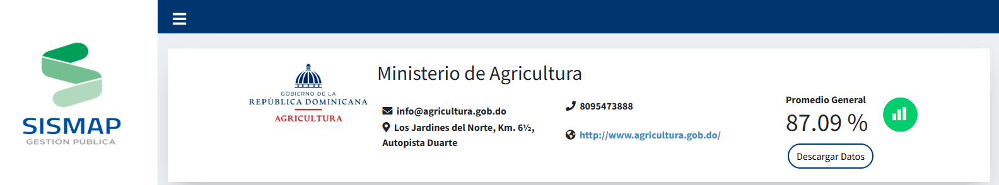 SISMAP
GESTIÓN PÚBLICA
GOBIERNO DE LA
REPÚBLICA DOMINICANA
AGRICULTURA
Ministerio de Agricultura
info@agricultura.gob.do
Los Jardines del Norte, Km. 6½,
Autopista Duarte
8095473888
http://www.agricultura.gob.do/
Promedio General
87.09 %
Descargar Datos